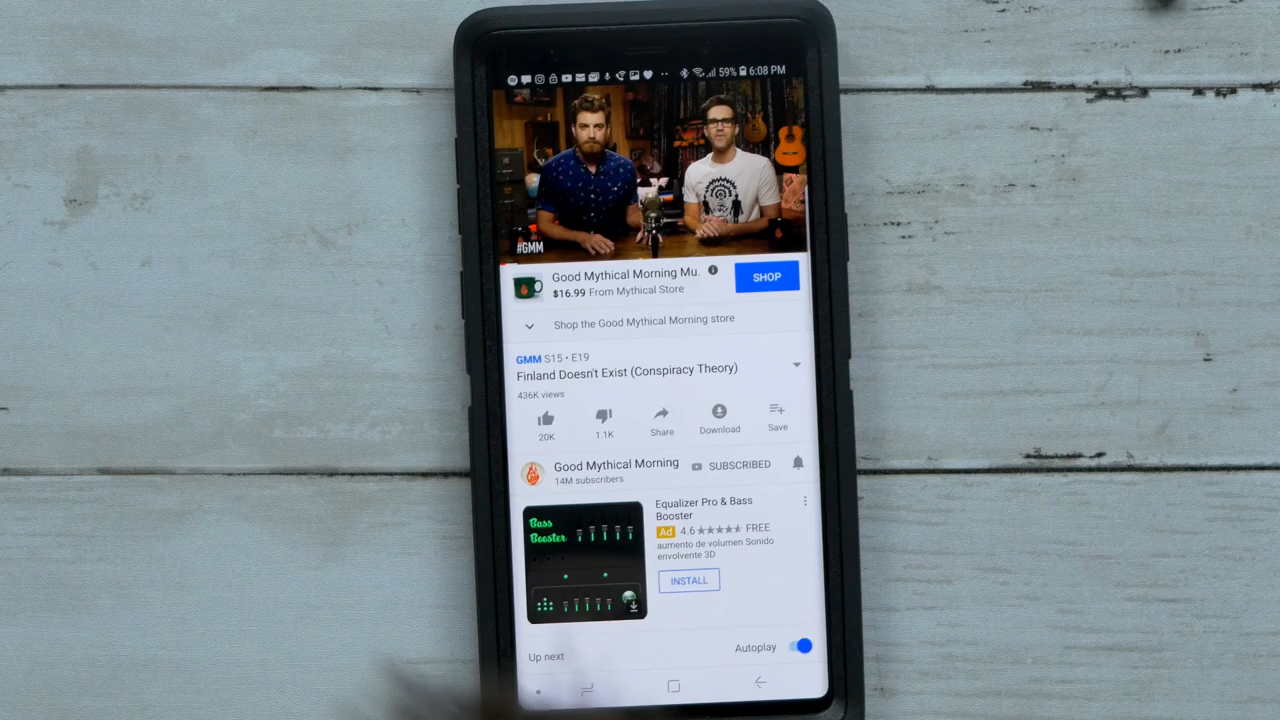 59% 6:08 PM
#GMM
Good Mythical Morning Mu.
SHOP
$16.99 From Mythical Store
Shop the Good Mythical Morning store
GMM S15 • E19
Finland Doesn't Exist (Conspiracy Theory)
436K views
20K 1.1K Share Download Save
Good Mythical Morning
SUBSCRIBED
14M subscribers
Bass
Booster
Equalizer Pro & Bass
Booster
Ad 4.6 FREE
aumento de volumen Sonido
envolvente 3D
INSTALL
Up next
Autoplay